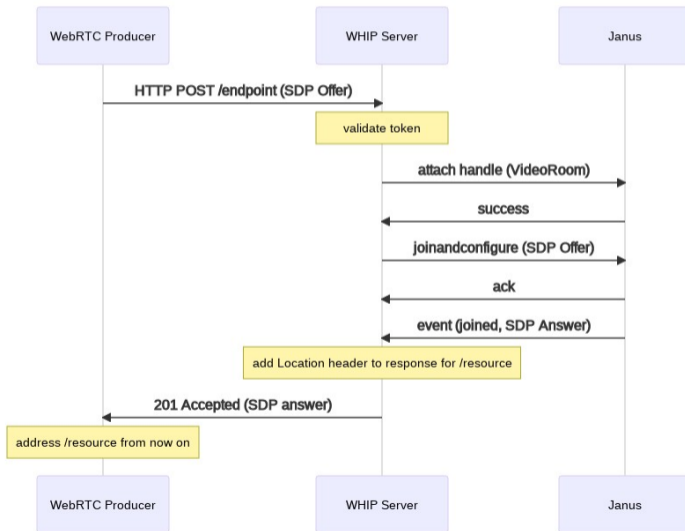 WebRTC Producer
WHIP Server
Janus
HTTP POST /endpoint (SDP Offer)
validate token
attach handle (VideoRoom)
success
joinandconfigure (SDP Offer)
ack
event (joined, SDP Answer)
add Location header to response for /resource
201 Accepted (SDP answer)
address /resource from now on
WebRTC Producer
WHIP Server
Janus